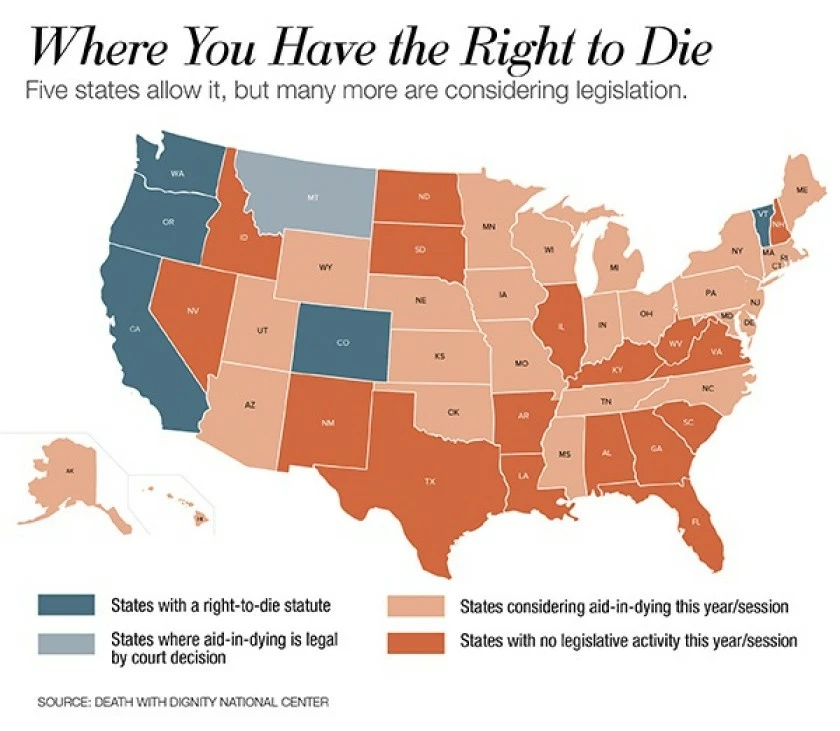 Where You Have the Right to Die
Five states allow it, but many more are considering legislation.
WA
MT
ND
OR
ID
SD
MN
WI
MI
ME
VT
NH
NY
MA
RI
CT
WY
NE
IA
PA
NJ
NV
UT
CO
KS
MO
IL
IN
OH
MD
DE
CA
WV
VA
KY
AZ
NM
OK
AR
TN
NC
SC
MS
AL
GA
TX
LA
FL
AK
HI
States with a right-to-die statute
States where aid-in-dying is legal
by court decision
States considering aid-in-dying this year/session
States with no legislative activity this year/session
SOURCE: DEATH WITH DIGNITY NATIONAL CENTER